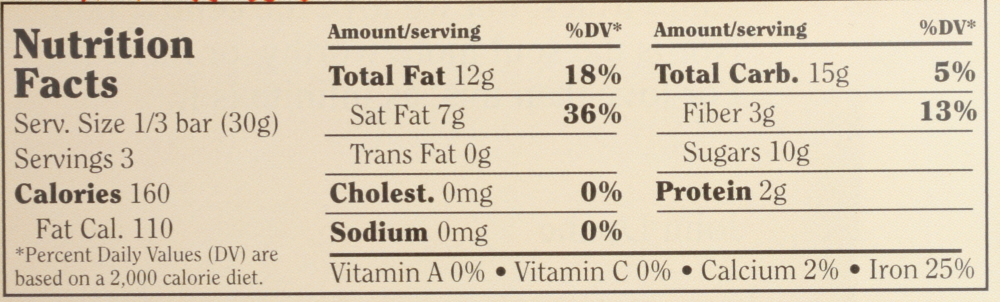 Nutrition
Facts
Serv. Size 1/3 bar (30g)
Servings 3
Calories 160
Fat Cal. 110
*Percent Daily Values (DV) are
based on a 2,000 calorie diet.
Amount/serving %DV*
Total Fat 12g 18%
Sat Fat 7g 36%
Trans Fat 0g
Cholest. 0mg 0%
Sodium 0mg 0%
Amount/serving %DV*
Total Carb. 15g 5%
Fiber 3g 13%
Sugars 10g
Protein 2g
Vitamin A 0% • Vitamin C 0% • Calcium 2% • Iron 25%